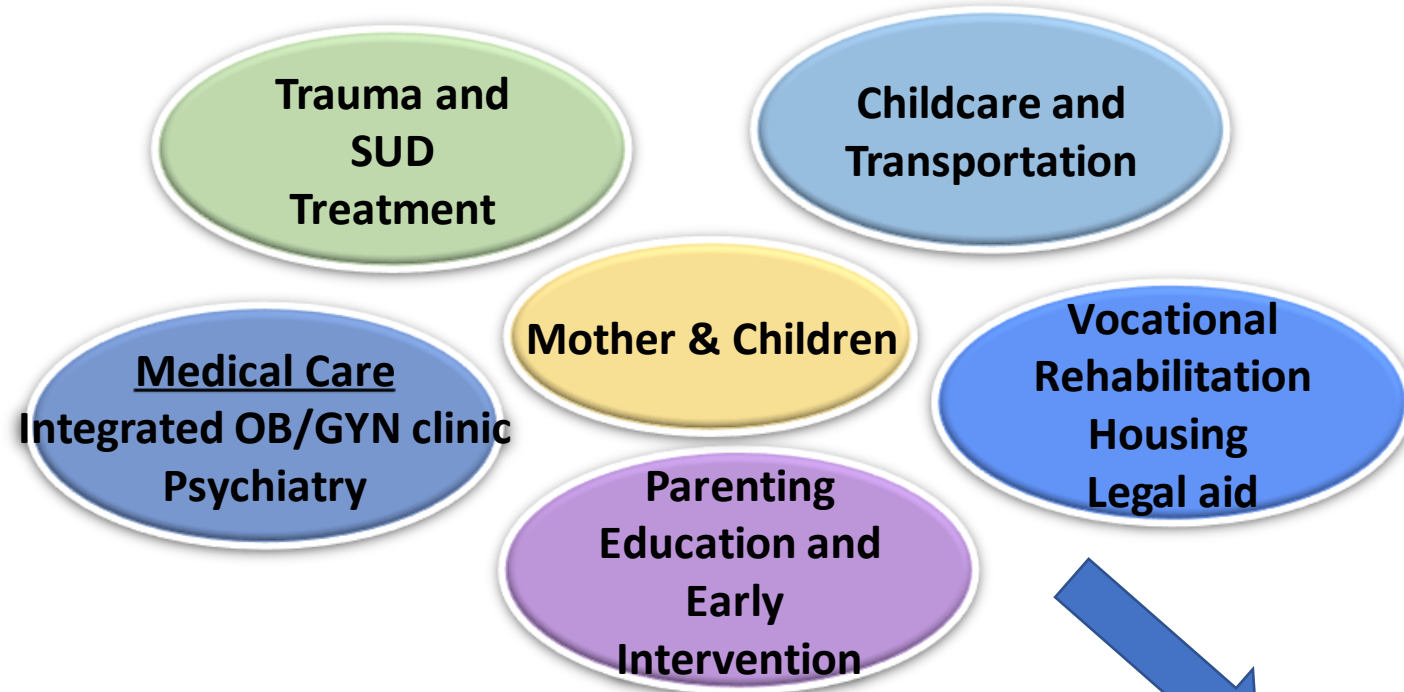 Trauma and
SUD
Treatment
Childcare and
Transportation
Mother & Children
Medical Care
Integrated OB/GYN clinic
Psychiatry
Vocational
Rehabilitation
Housing
Legal aid
Parenting
Education and
Early
Intervention